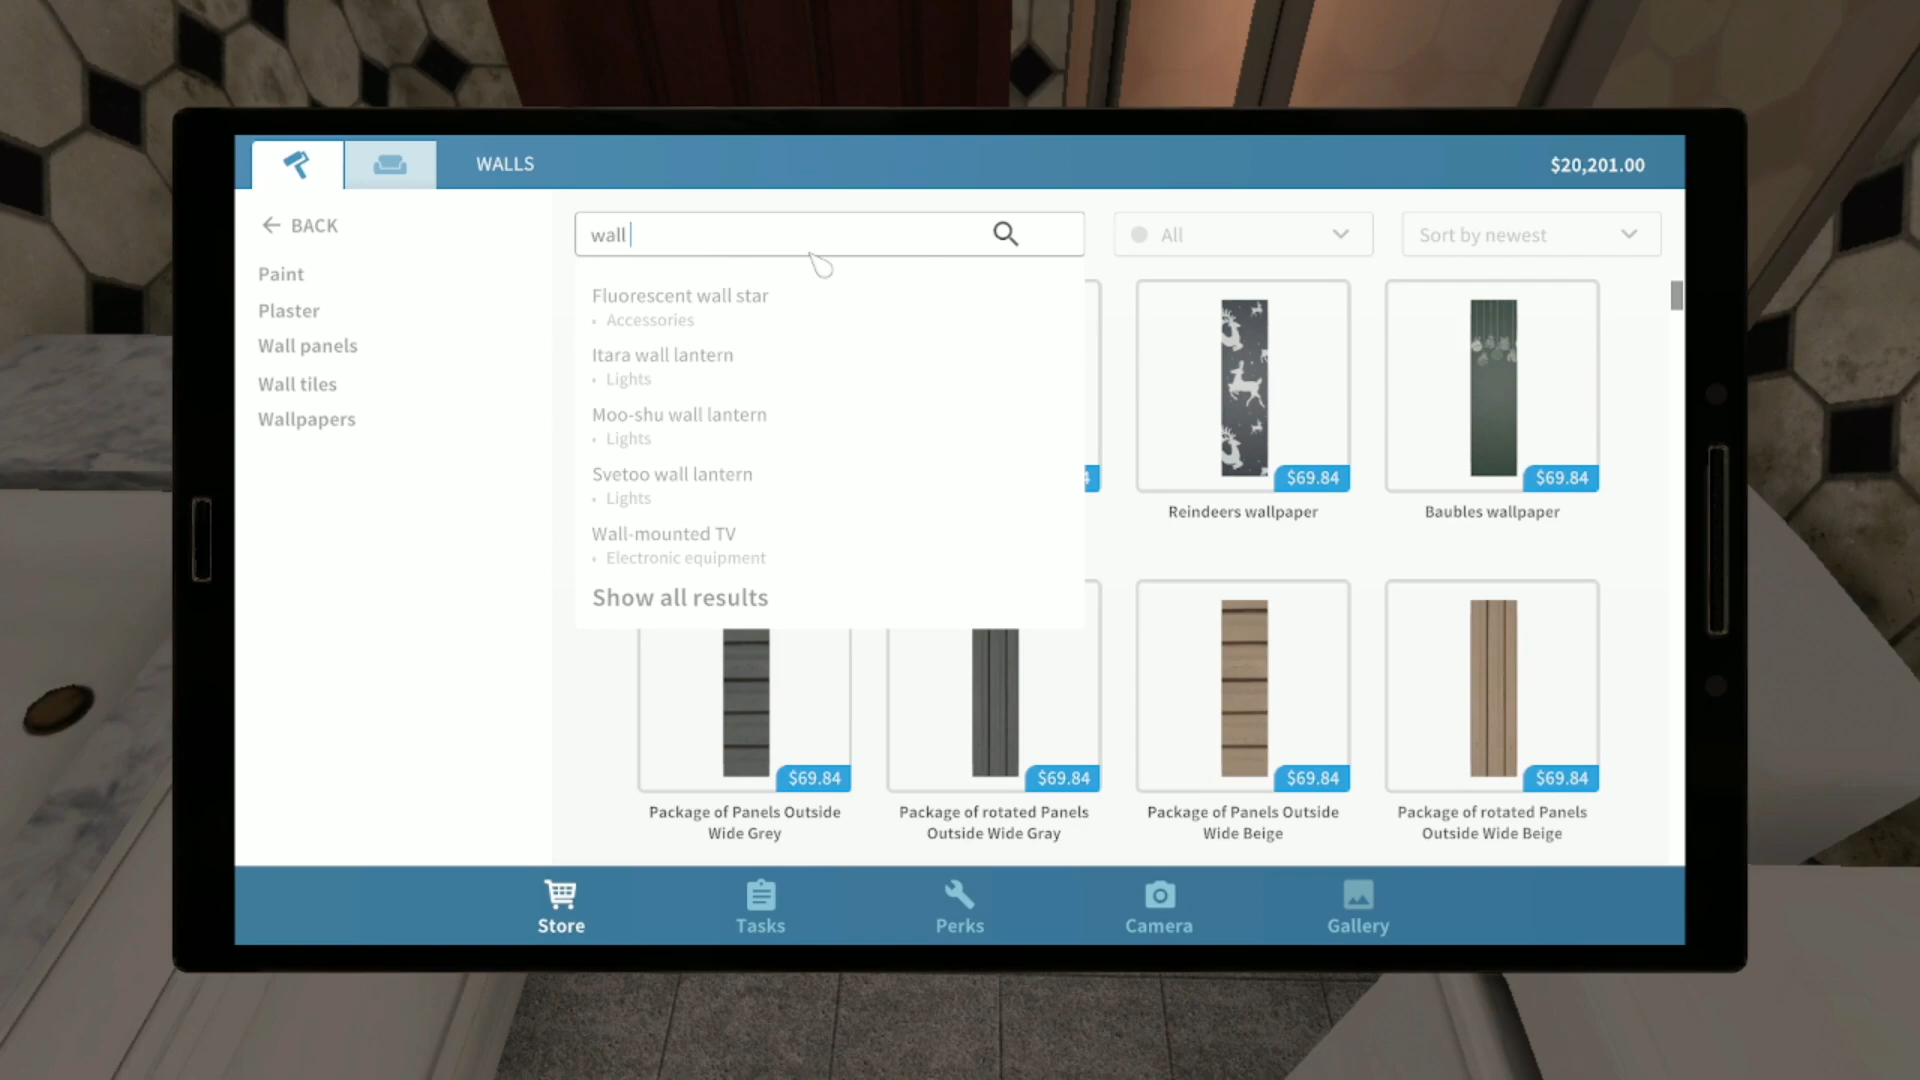 WALLS
$20,201.00
BACK
Paint
Plaster
Wall panels
Wall tiles
Wallpapers
wall
All
Sort by newest
Fluorescent wall star
• Accessories
Itara wall lantern
• Lights
Moo-shu wall lantern
• Lights
Svetoo wall lantern
• Lights
Wall-mounted TV
• Electronic equipment
Show all results
4
$69.84
Reindeers wallpaper
$69.84
Baubles wallpaper
$69.84
Package of Panels Outside
Wide Grey
$69.84
Package of rotated Panels
Outside Wide Gray
$69.84
Package of Panels Outside
Wide Beige
$69.84
Package of rotated Panels
Outside Wide Beige
Store
Tasks
Perks
Camera
Gallery